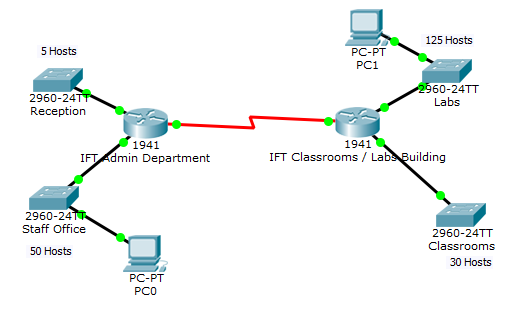 5 Hosts
2960-24TT
Reception
1941
IFT Admin Department
2960-24TT
Staff Office
50 Hosts
PC-PT
PC0
PC-PT
PC1
125 Hosts
2960-24TT
Labs
1941
IFT Classrooms / Labs Building
2960-24TT
Classrooms
30 Hosts